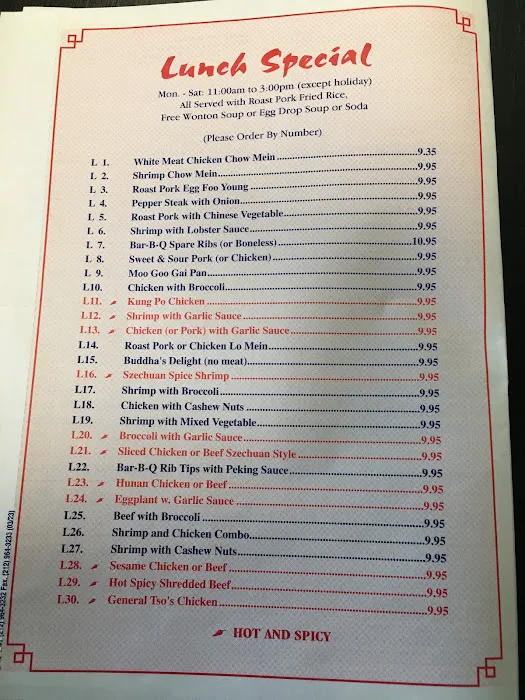 Lunch Special
Mon. - Sat: 11:00am to 3:00pm (except holiday)
All Served with Roast Pork Fried Rice,
Free Wonton Soup or Egg Drop Soup or Soda
(Please Order By Number)
L 1. White Meat Chicken Chow Mein 9.35
L 2. Shrimp Chow Mein 9.95
L 3. Roast Pork Egg Foo Young 9.95
L 4. Pepper Steak with Onion 9.95
L 5. Roast Pork with Chinese Vegetable 9.95
L 6. Shrimp with Lobster Sauce 9.95
L 7. Bar-B-Q Spare Ribs (or Boneless) 10.95
L 8. Sweet & Sour Pork (or Chicken) 9.95
L 9. Moo Goo Gai Pan 9.95
L10. Chicken with Broccoli 9.95
L11. Kung Po Chicken 9.95
L12. Shrimp with Garlic Sauce 9.95
L13. Chicken (or Pork) with Garlic Sauce 9.95
L14. Roast Pork or Chicken Lo Mein 9.95
L15. Buddha's Delight (no meat) 9.95
L16. Szechuan Spice Shrimp 9.95
L17. Shrimp with Broccoli 9.95
L18. Chicken with Cashew Nuts 9.95
L19. Shrimp with Mixed Vegetable 9.95
L20. Broccoli with Garlic Sauce 9.95
L21. Sliced Chicken or Beef Szechuan Style 9.95
L22. Bar-B-Q Rib Tips with Peking Sauce 9.95
L23. Hunan Chicken or Beef 9.95
L24. Eggplant w. Garlic Sauce 9.95
L25. Beef with Broccoli 9.95
L26. Shrimp and Chicken Combo 9.95
L27. Shrimp with Cashew Nuts 9.95
L28. Sesame Chicken or Beef 9.95
L29. Hot Spicy Shredded Beef 9.95
L30. General Tso's Chicken 9.95
HOT AND SPICY
Fax. (212) 964-3233 (03/23)